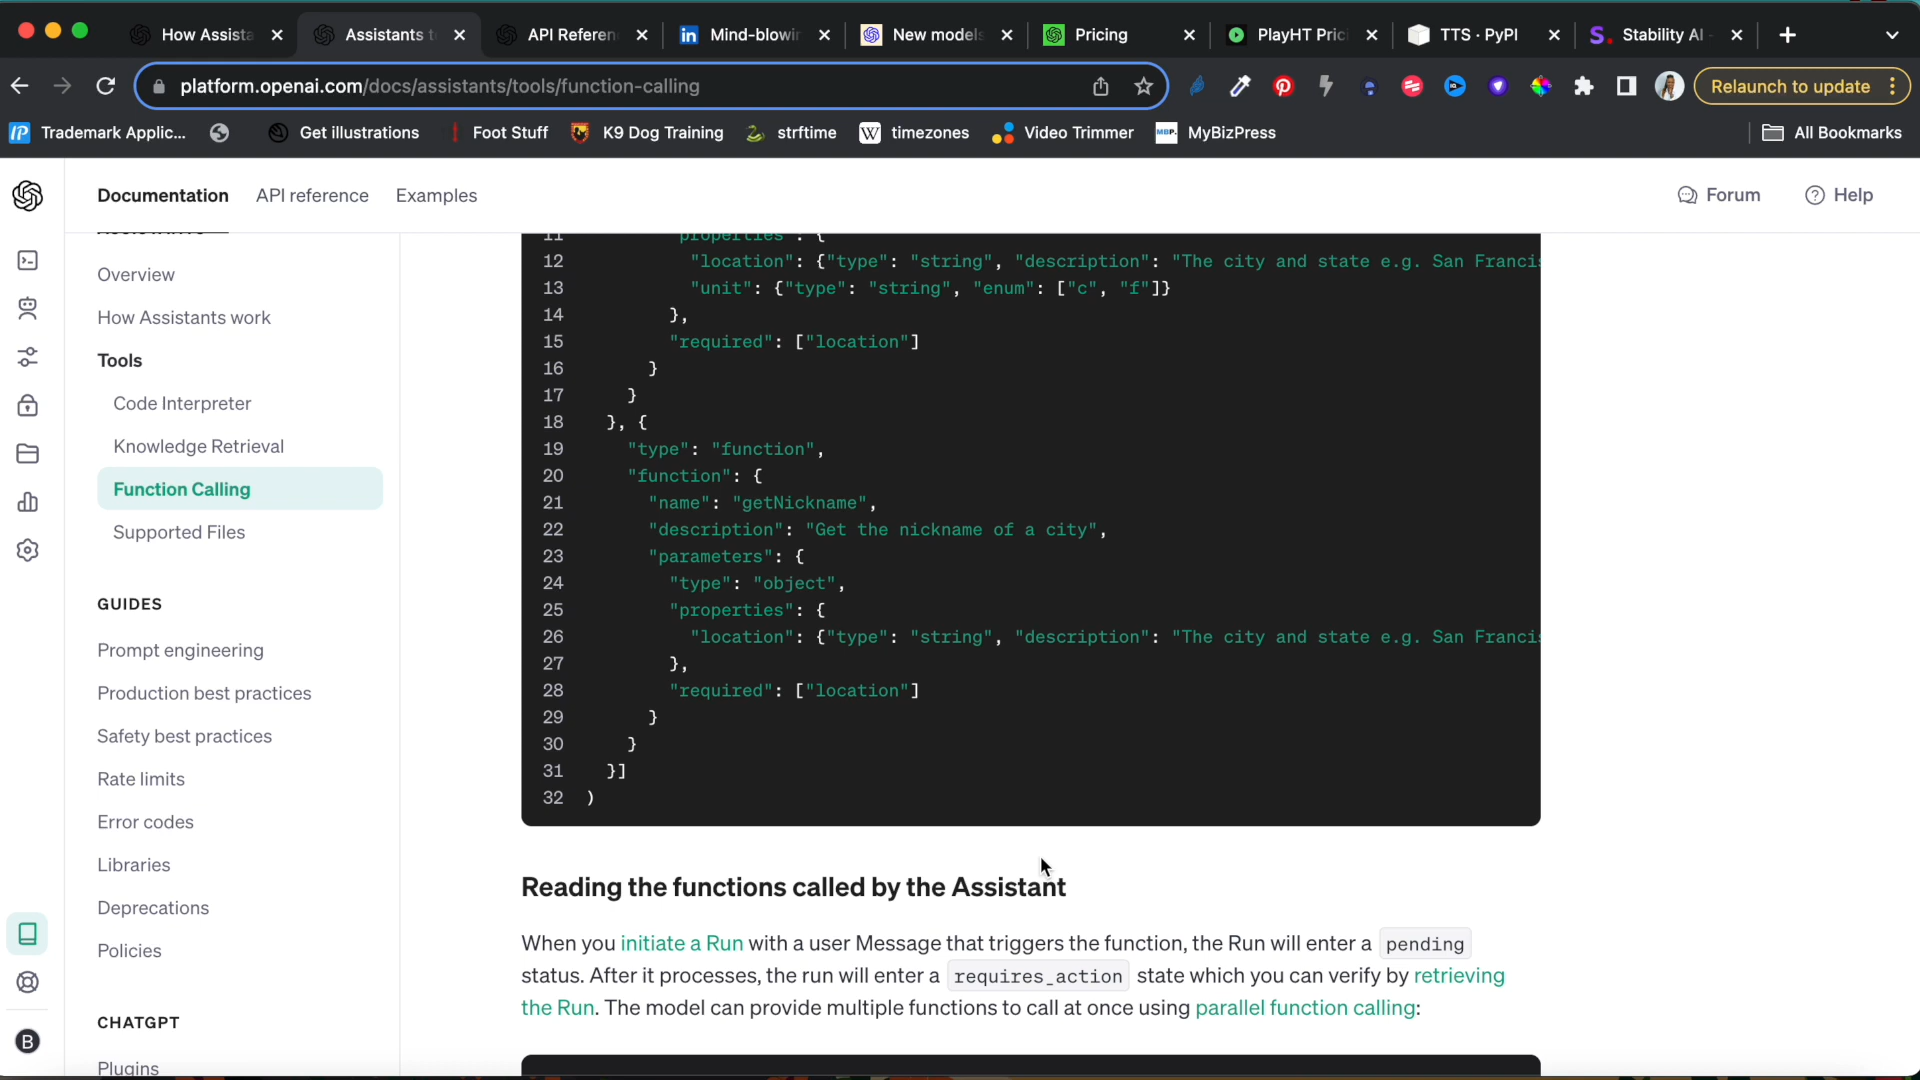 How Assista
Assistants t
API Referen
in Mind-blowin
New models
Pricing
PlayHT Prici
TTS · PyPI
S. Stability AI -
platform.openai.com/docs/assistants/tools/function-calling
Relaunch to update
IP Trademark Applic...
Get illustrations
Foot Stuff
K9 Dog Training
strftime
W timezones
Video Trimmer
MBP. MyBizPress
All Bookmarks
Documentation
API reference
Examples
Forum
Help
Overview
How Assistants work
Tools
Code Interpreter
Knowledge Retrieval
Function Calling
Supported Files
GUIDES
Prompt engineering
Production best practices
Safety best practices
Rate limits
Error codes
Libraries
Deprecations
Policies
CHATGPT
Plugins
B
11 properties": {
12 "location": {"type": "string", "description": "The city and state e.g. San Francis
13 "unit": {"type": "string", "enum": ["c", "f"]}
14 },
15 "required": ["location"]
16 }
17 }
18 }, {
19 "type": "function",
20 "function": {
21 "name": "getNickname",
22 "description": "Get the nickname of a city",
23 "parameters": {
24 "type": "object",
25 "properties": {
26 "location": {"type": "string", "description": "The city and state e.g. San Francis
27 },
28 "required": ["location"]
29 }
30 }
31 }]
32 )
Reading the functions called by the Assistant
When you initiate a Run with a user Message that triggers the function, the Run will enter a pending
status. After it processes, the run will enter a requires_action state which you can verify by retrieving
the Run. The model can provide multiple functions to call at once using parallel function calling: